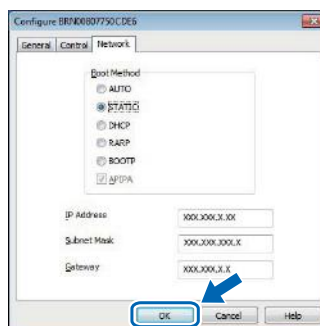 Configure BRN00807750CDE6
General Control Network
Boot Method
AUTO
STATIC
DHCP
RARP
BOOTP
APIPA
IP Address XXX.XXX.X.XX
Subnet Mask XXX.XXX.XXX.X
Gateway XXX.XXX.X.X
OK Cancel Help